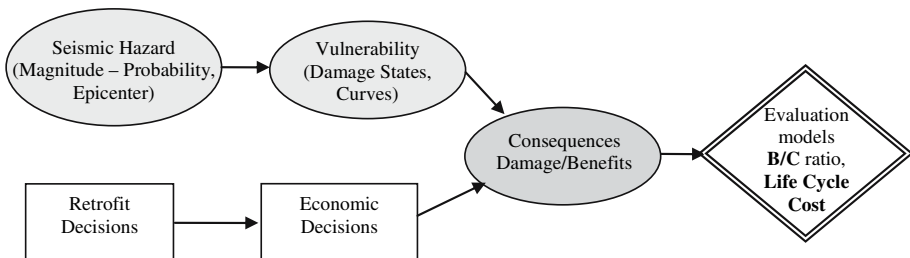 Seismic Hazard
(Magnitude – Probability,
Epicenter)
Vulnerability
(Damage States,
Curves)
Consequences
Damage/Benefits
Evaluation
models
B/C ratio,
Life Cycle
Cost
Retrofit
Decisions
Economic
Decisions